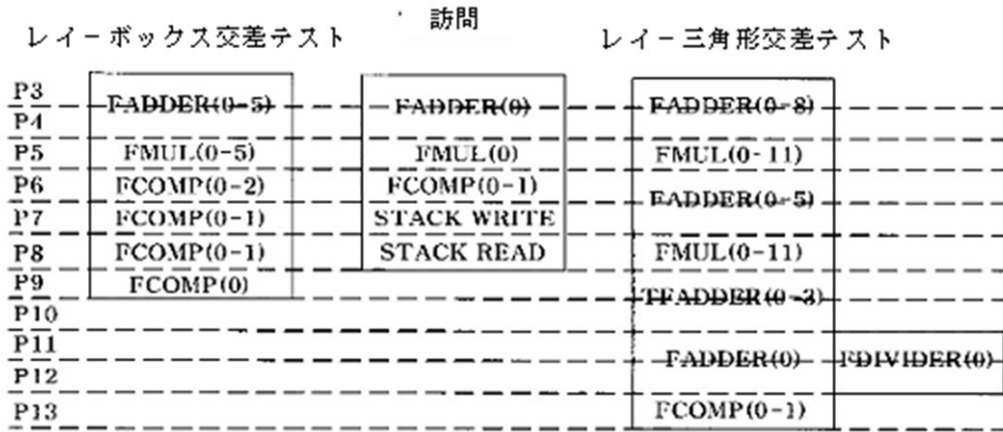 訪問
レイ－ボックス交差テスト
レイ－三角形交差テスト
P3
FADDER(0-5) FADDER(0) FADDER(0-8)
P4
P5 FMUL(0-5) FMUL(0) FMUL(0-11)
P6 FCOMP(0-2) FCOMP(0-1)
FADDER(0-5)
P7 FCOMP(0-1) STACK WRITE
P8 FCOMP(0-1) STACK READ FMUL(0-11)
P9 FCOMP(0)
TFADDER(0-3)
P10
P11
FADDER(0) FDIVIDER(0)
P12
P13 FCOMP(0-1)